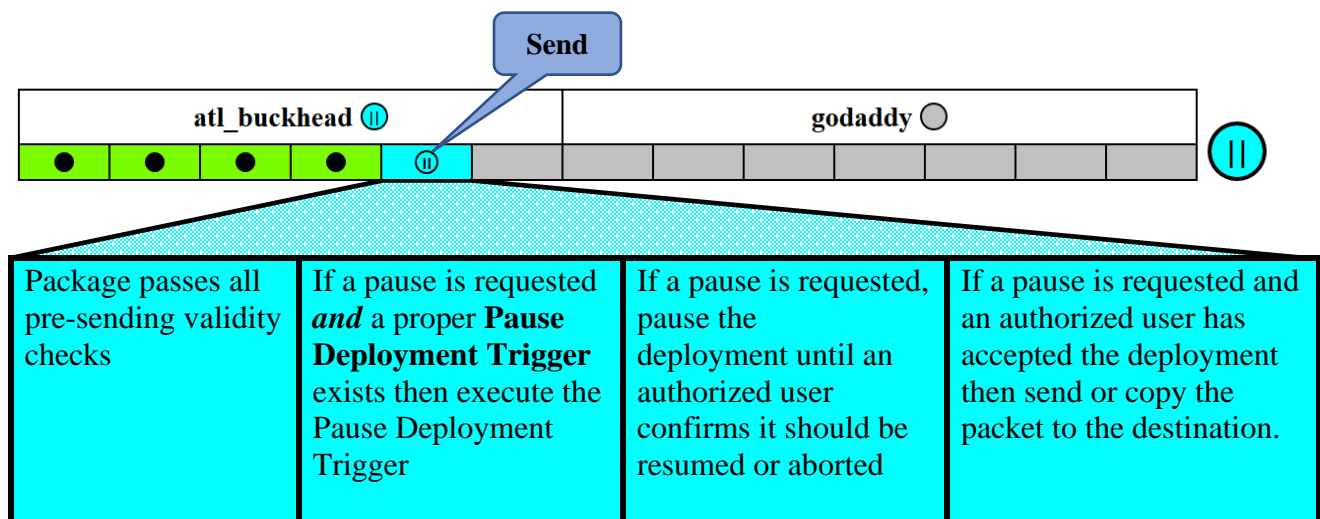 Send
atl_buckhead
godaddy
Package passes all
pre-sending validity
checks
If a pause is requested
and a proper Pause
Deployment Trigger
exists then execute the
Pause Deployment
Trigger
If a pause is requested,
pause the
deployment until an
authorized user
confirms it should be
resumed or aborted
If a pause is requested and
an authorized user has
accepted the deployment
then send or copy the
packet to the destination.